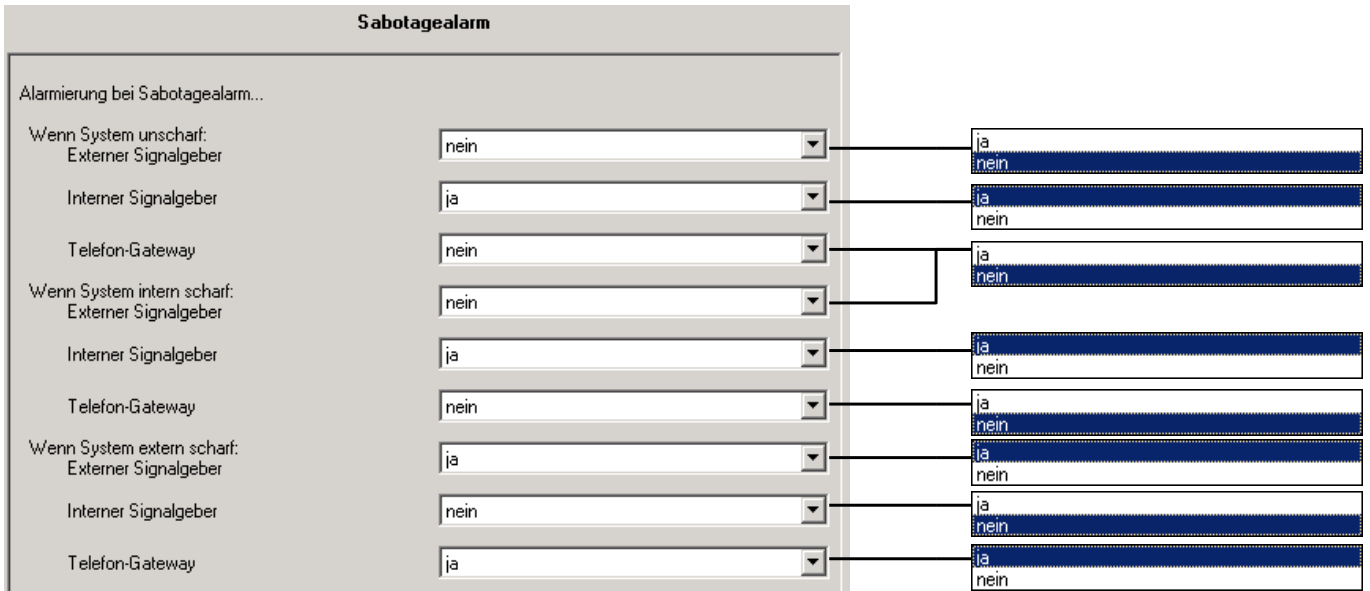 Sabotagealarm
Alarmierung bei Sabotagealarm...
Wenn System unscharf:
Externer Signalgeber nein ja
nein
Interner Signalgeber ja ja
nein
Telefon-Gateway nein ja
nein
Wenn System intern scharf:
Externer Signalgeber nein
Interner Signalgeber ja ja
nein
Telefon-Gateway nein ja
nein
Wenn System extern scharf:
Externer Signalgeber ja ja
nein
Interner Signalgeber nein ja
nein
Telefon-Gateway ja ja
nein